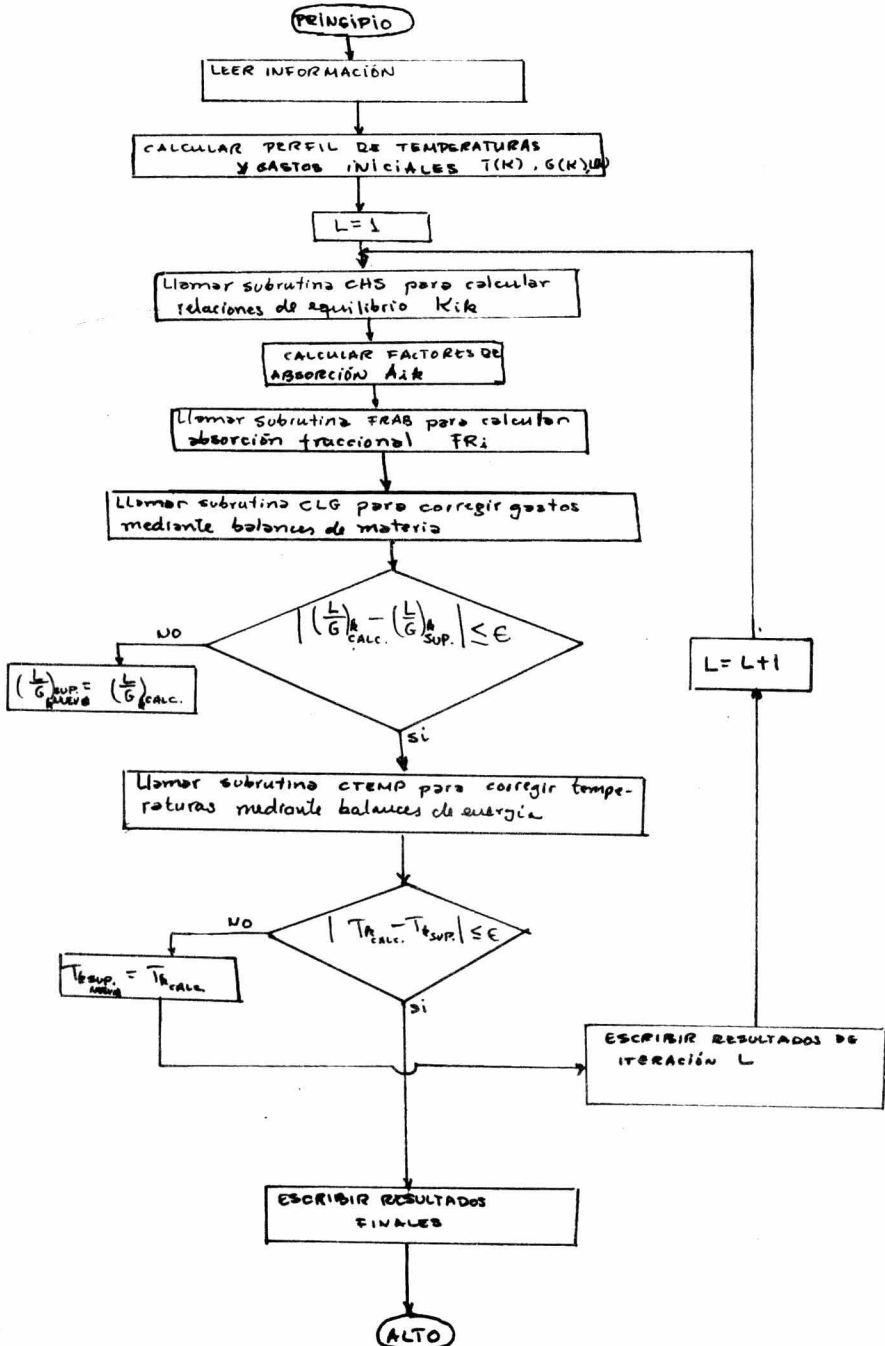 PRINCIPIO
LEER INFORMACIÓN
CALCULAR PERFIL DE TEMPERATURAS
Y GASTOS INICIALES T(K), G(K),
L = 1
Llamar subrutina CHS para calcular
relaciones de equilibrio Kik
CALCULAR FACTORES DE
ABSORCIÓN Aik
Llamar subrutina FRAB para calcular
absorción fraccional FRi
Llamar subrutina CLG para corregir gastos
mediante balances de materia
| (L/G)k CALC. - (L/G)k SUP. | ≤ ε
NO
(L/G)k SUP. NUEVO = (L/G)k CALC.
L = L+1
si
Llamar subrutina CTEMP para corregir tempe-
raturas mediante balances de energía
| Tk CALC. - Tk SUP. | ≤ ε
NO
Tk SUP. NUEVA = Tk CALC.
si
ESCRIBIR RESULTADOS DE
ITERACIÓN L
ESCRIBIR RESULTADOS
FINALES
ALTO